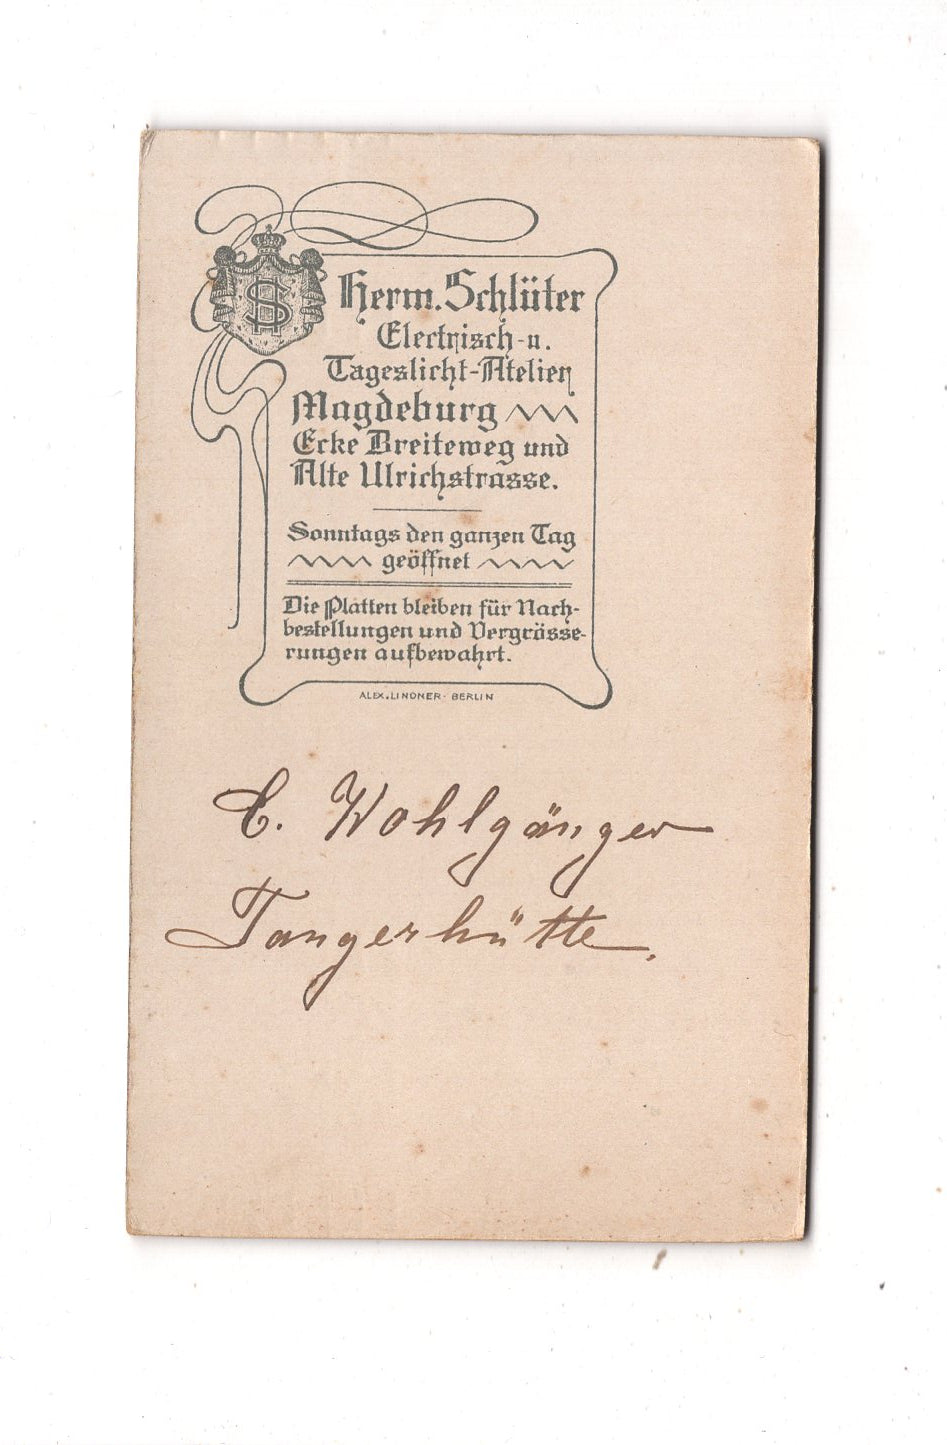 HS
Herm. Schlüter
Electrisch- u.
Tageslicht-Atelier
Magdeburg
Ecke Breiteweg und
Alte Ulrichstrasse.
Sonntags den ganzen Tag
geöffnet
Die Platten bleiben für Nach-
bestellungen und Vergrösse-
rungen aufbewahrt.
ALEX. LINDNER · BERLIN
C. Wohlgänger
Tangerhütte.